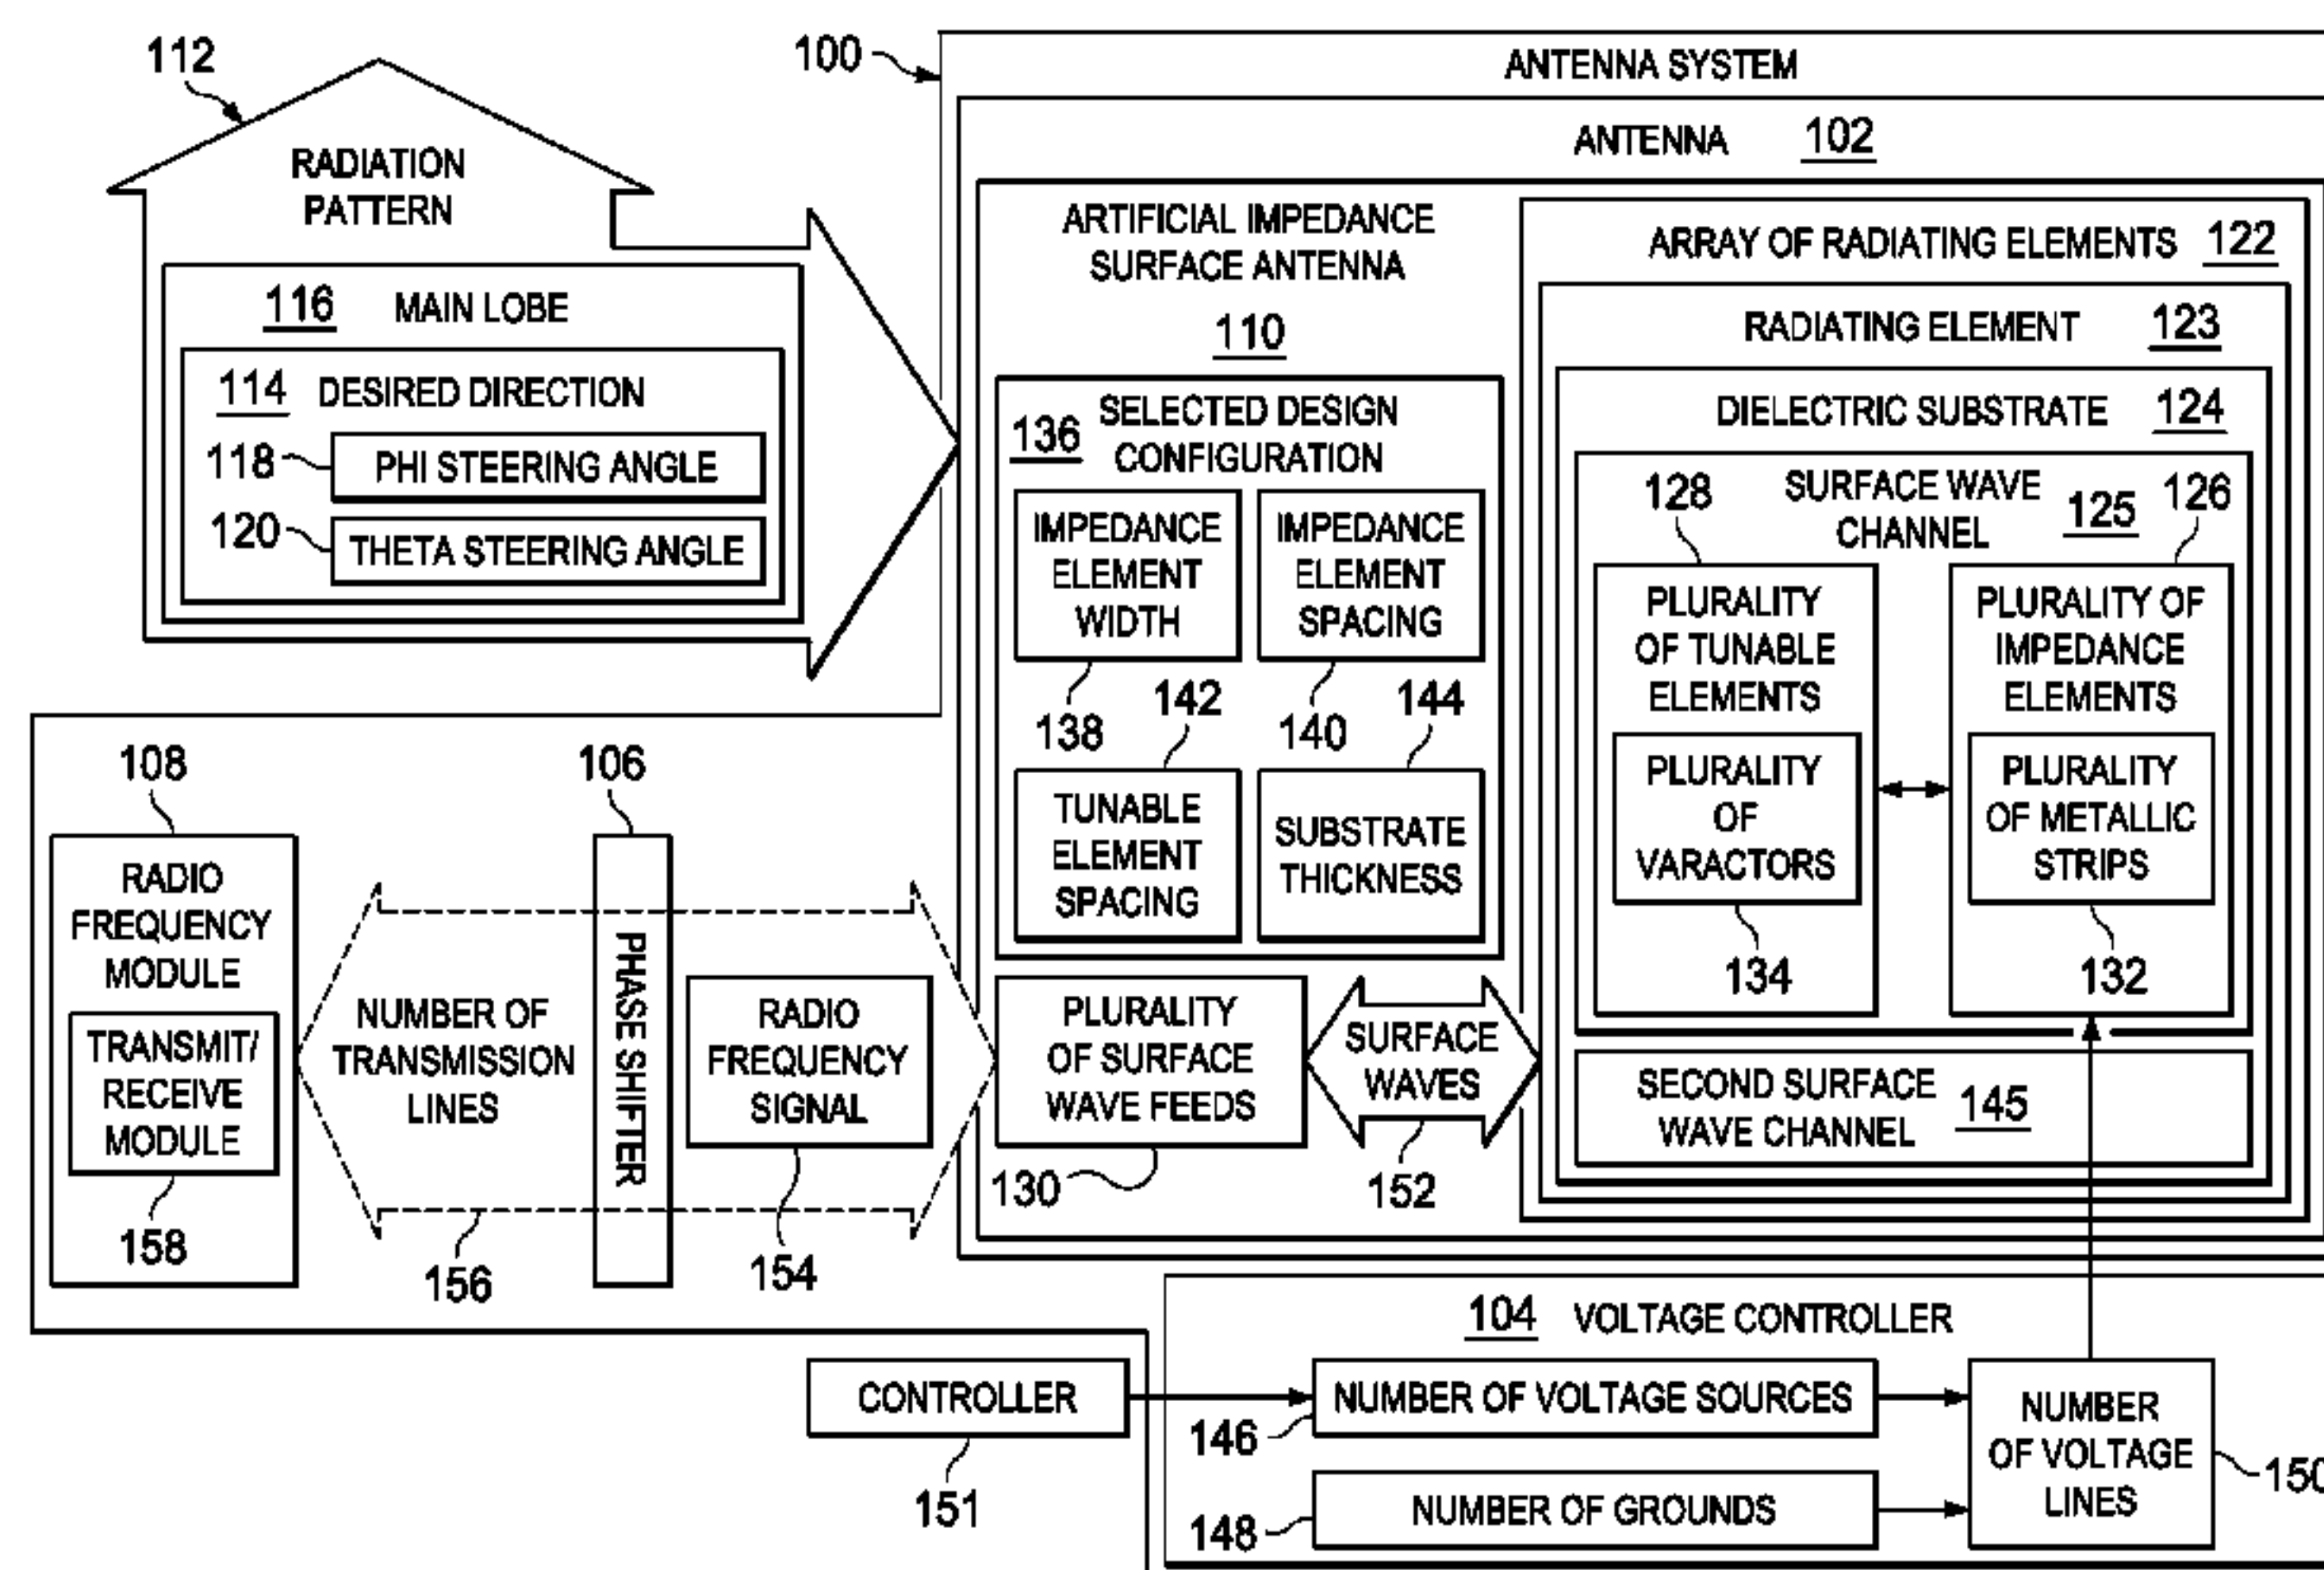 112
RADIATION
PATTERN
116 MAIN LOBE
114 DESIRED DIRECTION
118
PHI STEERING ANGLE
120
THETA STEERING ANGLE
100
ANTENNA SYSTEM
ANTENNA 102
ARTIFICIAL IMPEDANCE
SURFACE ANTENNA
110
136
SELECTED DESIGN
CONFIGURATION
IMPEDANCE
ELEMENT
WIDTH
138
IMPEDANCE
ELEMENT
SPACING
140
142
TUNABLE
ELEMENT
SPACING
144
SUBSTRATE
THICKNESS
ARRAY OF RADIATING ELEMENTS 122
RADIATING ELEMENT 123
DIELECTRIC SUBSTRATE 124
SURFACE WAVE
CHANNEL
125
128
PLURALITY
OF TUNABLE
ELEMENTS
PLURALITY
OF
VARACTORS
134
126
PLURALITY OF
IMPEDANCE
ELEMENTS
PLURALITY
OF METALLIC
STRIPS
132
SECOND SURFACE
WAVE CHANNEL
145
108
RADIO
FREQUENCY
MODULE
TRANSMIT/
RECEIVE
MODULE
158
NUMBER OF
TRANSMISSION
LINES
156
106
PHASE SHIFTER
RADIO
FREQUENCY
SIGNAL
154
PLURALITY
OF SURFACE
WAVE FEEDS
130
SURFACE
WAVES
152
104 VOLTAGE CONTROLLER
CONTROLLER
151
NUMBER OF VOLTAGE SOURCES
146
NUMBER OF GROUNDS
148
NUMBER
OF VOLTAGE
LINES
150